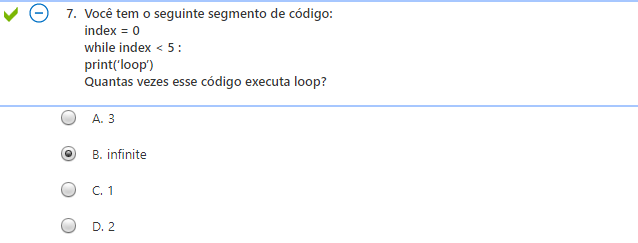 7. Você tem o seguinte segmento de código:
index = 0
while index < 5 :
print(‘loop’)
Quantas vezes esse código executa loop?
A. 3
B. infinite
C. 1
D. 2